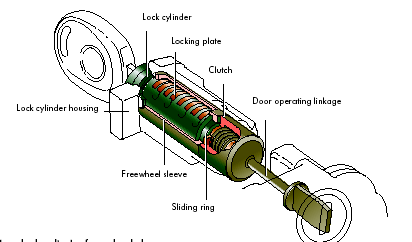 Lock cylinder
Locking plate
Clutch
Door operating linkage
Lock cylinder housing
Freewheel sleeve
Sliding ring